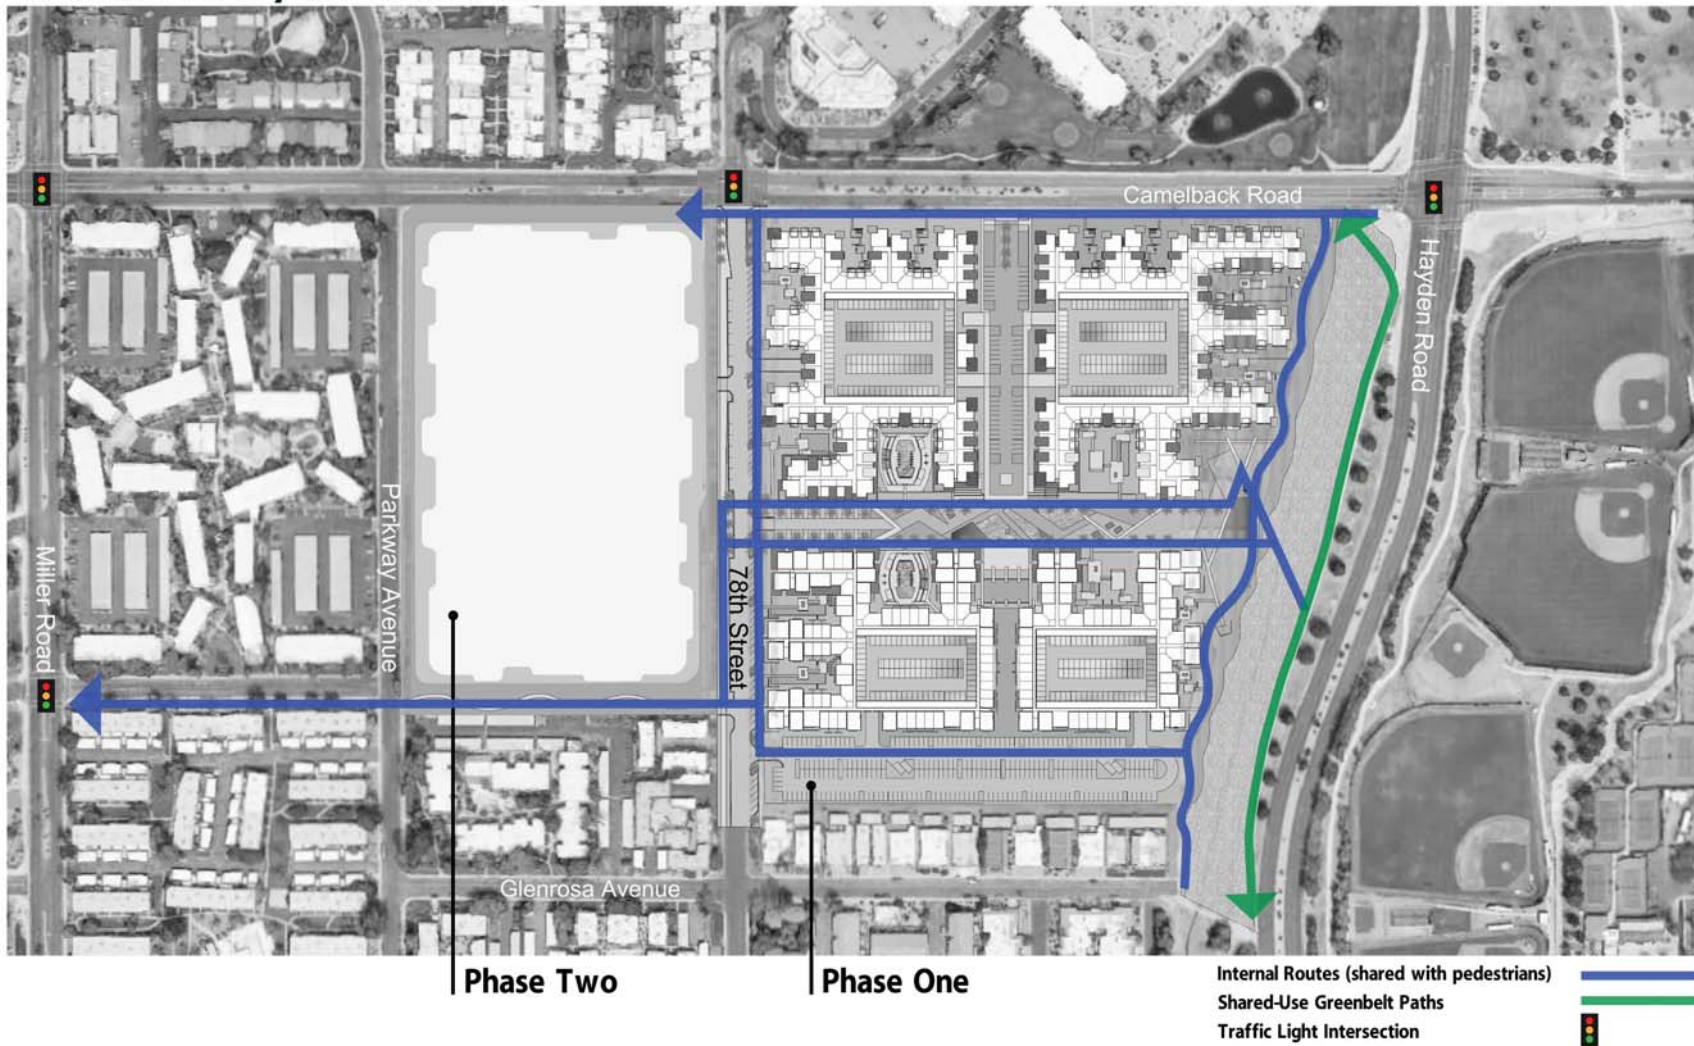 Camelback Road
Hayden Road
Miller Road
Parkway Avenue
78th Street
Glenrosa Avenue
Phase Two
Phase One
Internal Routes (shared with pedestrians)
Shared-Use Greenbelt Paths
Traffic Light Intersection